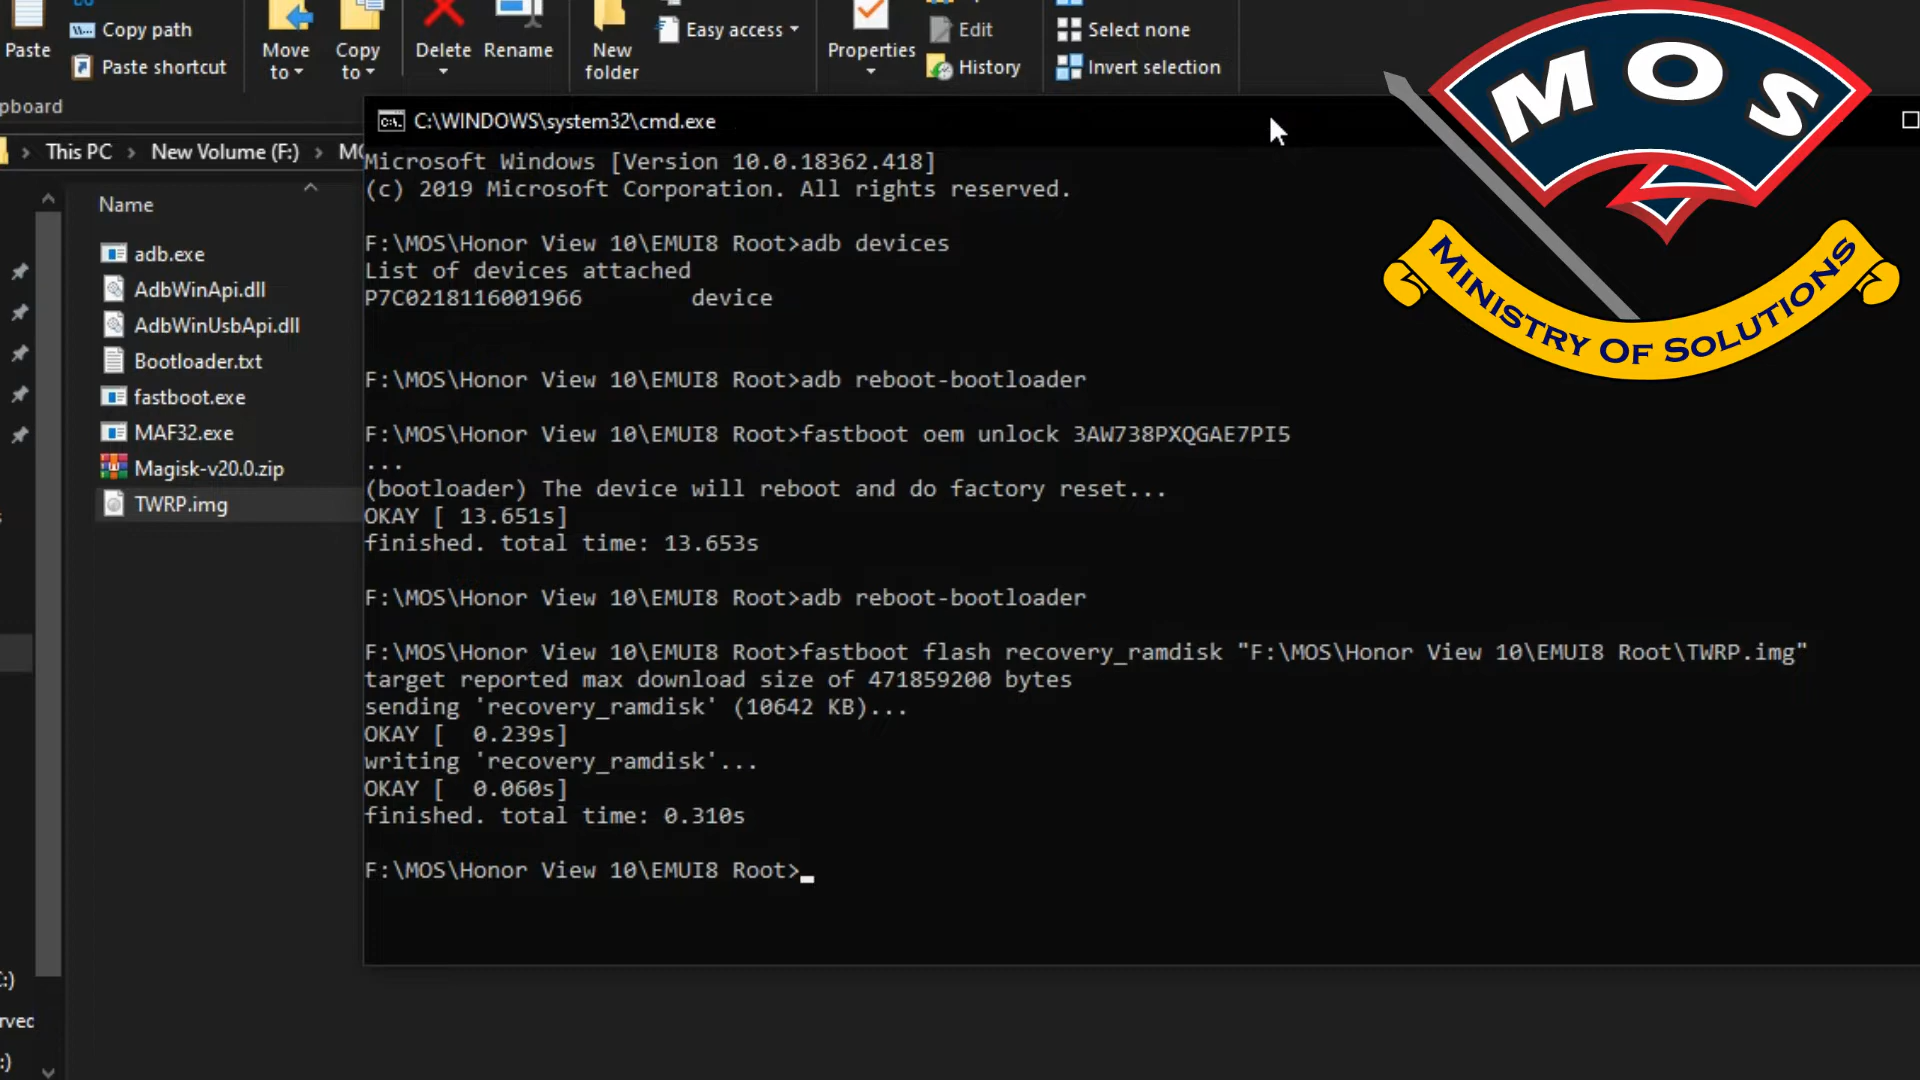 Paste
Copy path
Paste shortcut
Move
to
Copy
to
Delete
Rename
New
folder
Easy access
Properties
Edit
History
Select none
Invert selection
pboard
This PC > New Volume (F:) >
Name
adb.exe
AdbWinApi.dll
AdbWinUsbApi.dll
Bootloader.txt
fastboot.exe
MAF32.exe
Magisk-v20.0.zip
TWRP.img
:)
rved
:)
C:\WINDOWS\system32\cmd.exe
Microsoft Windows [Version 10.0.18362.418]
(c) 2019 Microsoft Corporation. All rights reserved.
F:\MOS\Honor View 10\EMUI8 Root>adb devices
List of devices attached
P7C0218116001966 device
F:\MOS\Honor View 10\EMUI8 Root>adb reboot-bootloader
F:\MOS\Honor View 10\EMUI8 Root>fastboot oem unlock 3AW738PXQGAE7PI5
...
(bootloader) The device will reboot and do factory reset...
OKAY [ 13.651s]
finished. total time: 13.653s
F:\MOS\Honor View 10\EMUI8 Root>adb reboot-bootloader
F:\MOS\Honor View 10\EMUI8 Root>fastboot flash recovery_ramdisk "F:\MOS\Honor View 10\EMUI8 Root\TWRP.img"
target reported max download size of 471859200 bytes
sending 'recovery_ramdisk' (10642 KB)...
OKAY [  0.239s]
writing 'recovery_ramdisk'...
OKAY [  0.060s]
finished. total time: 0.310s
F:\MOS\Honor View 10\EMUI8 Root>
MOS
MINISTRY OF SOLUTIONS